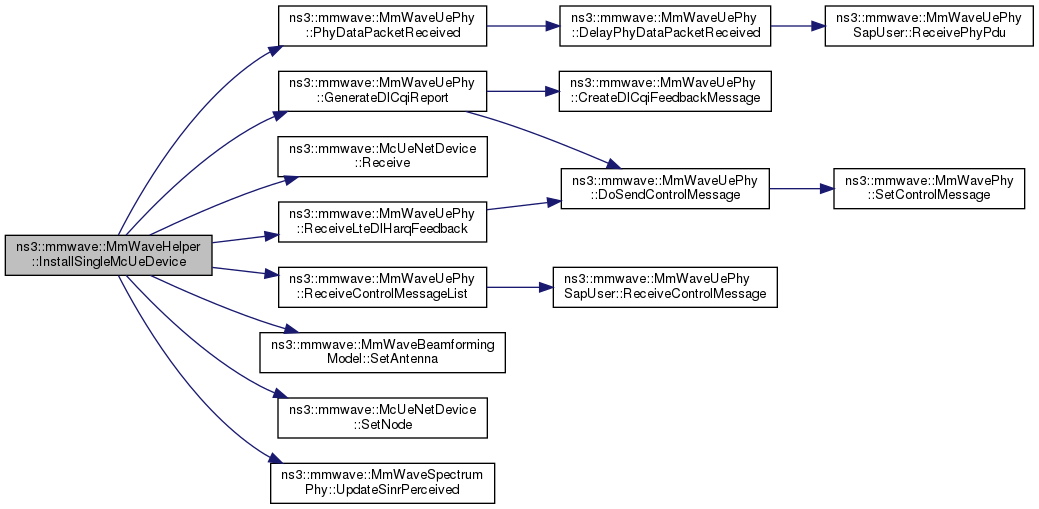 ns3::mmwave::MmWaveUePhy
::PhyDataPacketReceived
ns3::mmwave::MmWaveUePhy
::DelayPhyDataPacketReceived
ns3::mmwave::MmWaveUePhy
SapUser::ReceivePhyPdu
ns3::mmwave::MmWaveUePhy
::GenerateDlCqiReport
ns3::mmwave::MmWaveUePhy
::CreateDlCqiFeedbackMessage
ns3::mmwave::McUeNetDevice
::Receive
ns3::mmwave::MmWaveUePhy
::DoSendControlMessage
ns3::mmwave::MmWavePhy
::SetControlMessage
ns3::mmwave::MmWaveUePhy
::ReceiveLteDlHarqFeedback
ns3::mmwave::MmWaveHelper
::InstallSingleMcUeDevice
ns3::mmwave::MmWaveUePhy
::ReceiveControlMessageList
ns3::mmwave::MmWaveUePhy
SapUser::ReceiveControlMessage
ns3::mmwave::MmWaveBeamforming
Model::SetAntenna
ns3::mmwave::McUeNetDevice
::SetNode
ns3::mmwave::MmWaveSpectrum
Phy::UpdateSinrPerceived